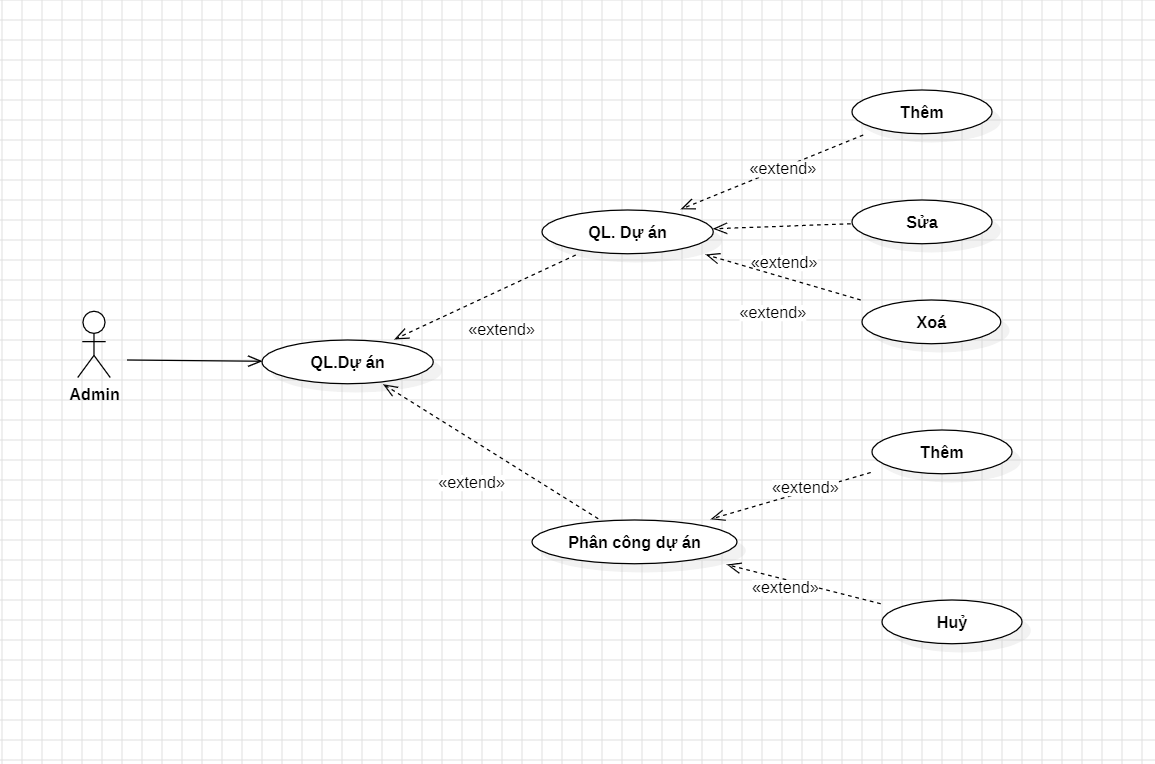 Thêm
«extend»
Sửa
QL. Dự án
«extend»
«extend»
Xoá
«extend»
QL.Dự án
Admin
Thêm
«extend»
«extend»
Phân công dự án
«extend»
Huỷ